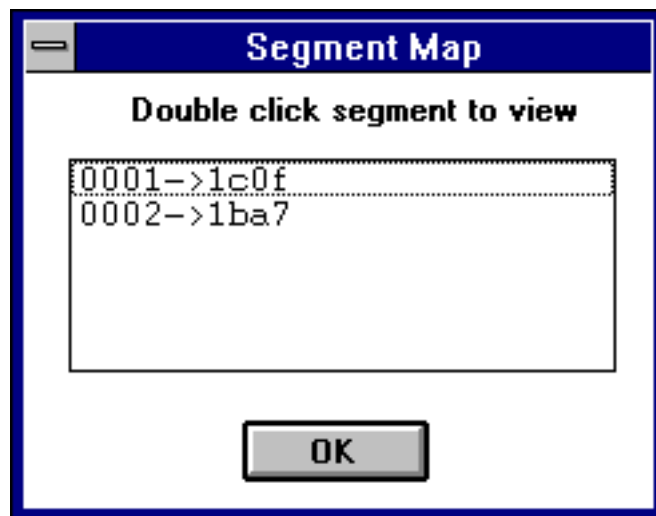 Segment Map
Double click segment to view
0001->1c0f
0002->1ba7
OK